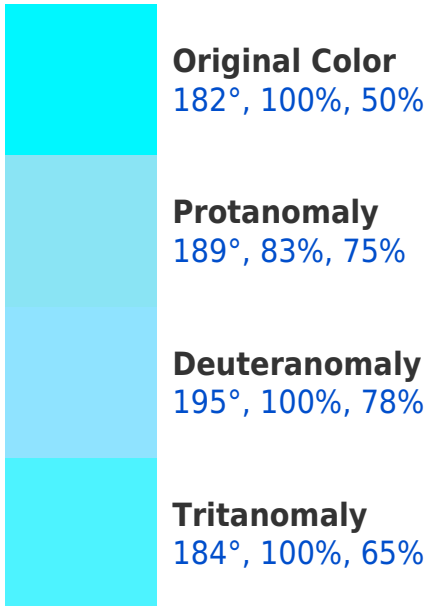 Original Color
182°, 100%, 50%
Protanomaly
189°, 83%, 75%
Deuteranomaly
195°, 100%, 78%
Tritanomaly
184°, 100%, 65%